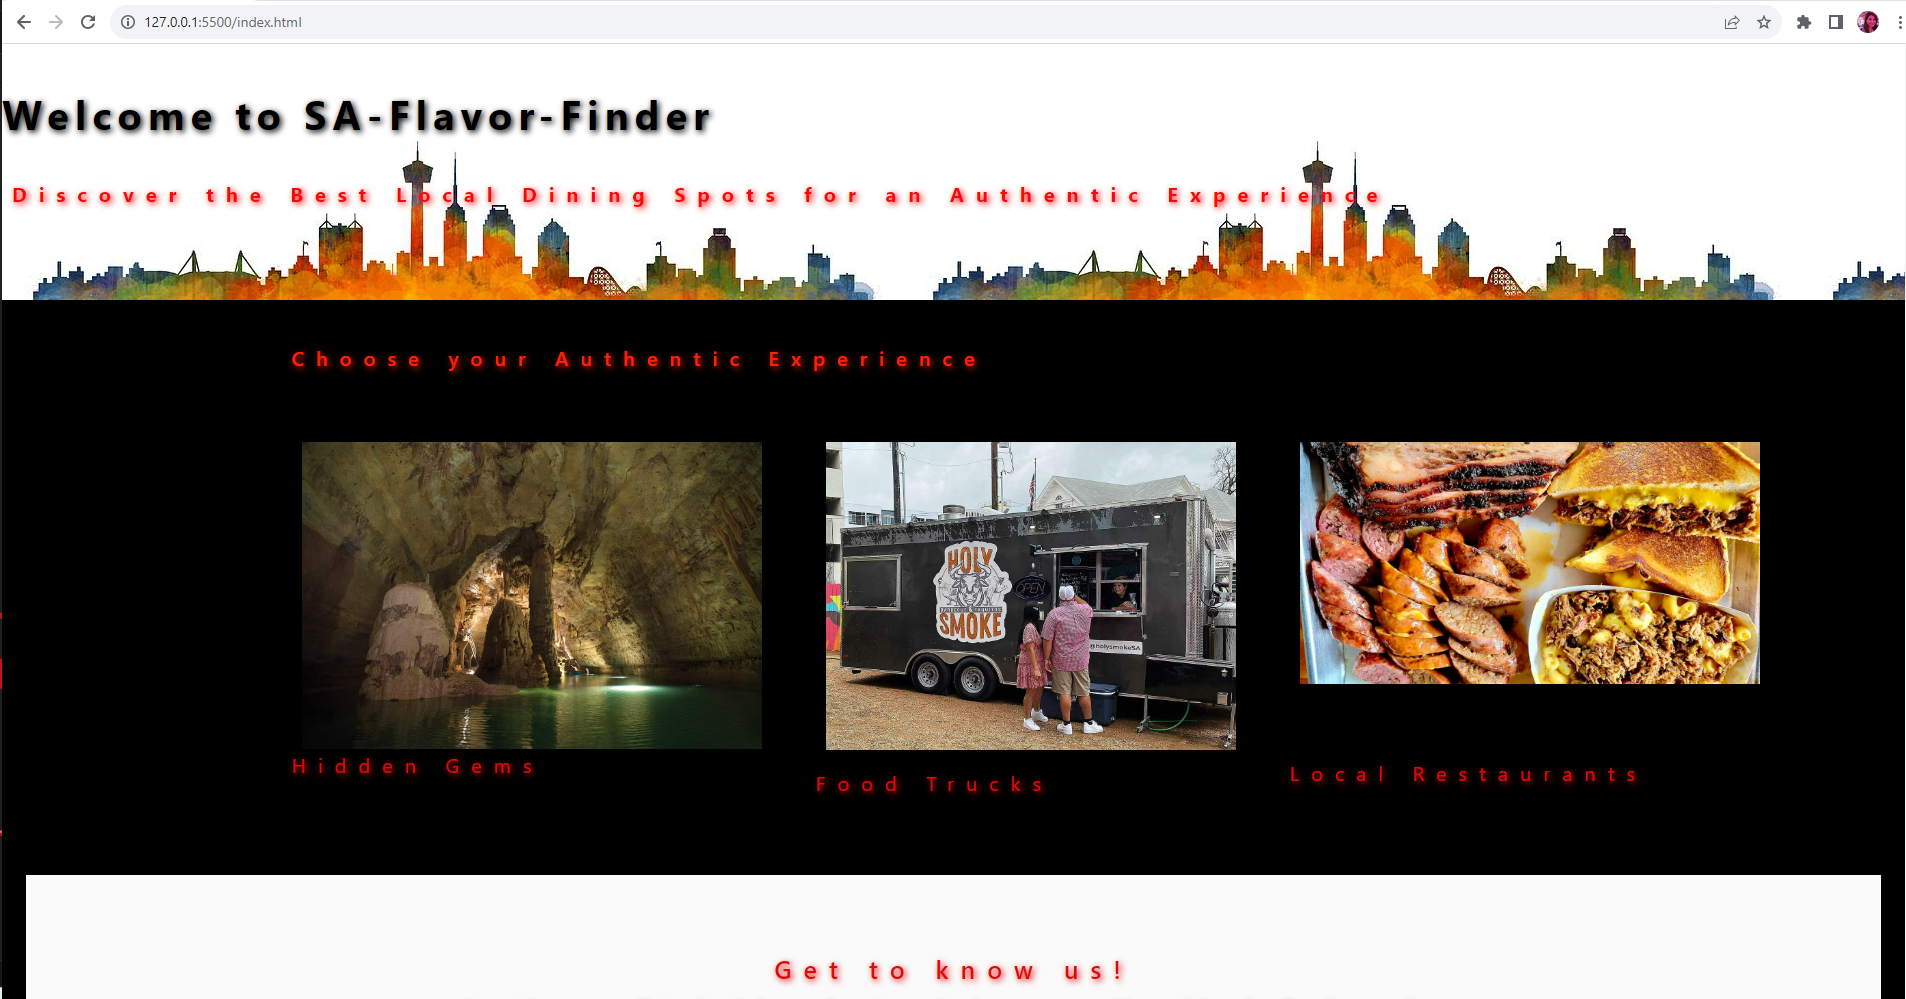 127.0.0.1:5500/index.html
Welcome to SA-Flavor-Finder
Discover the Best Local Dining Spots for an Authentic Experience
Choose your Authentic Experience
HOLY
SMOKE
OPEN
@holysmokeSA
Hidden Gems
Food Trucks
Local Restaurants
Get to know us!